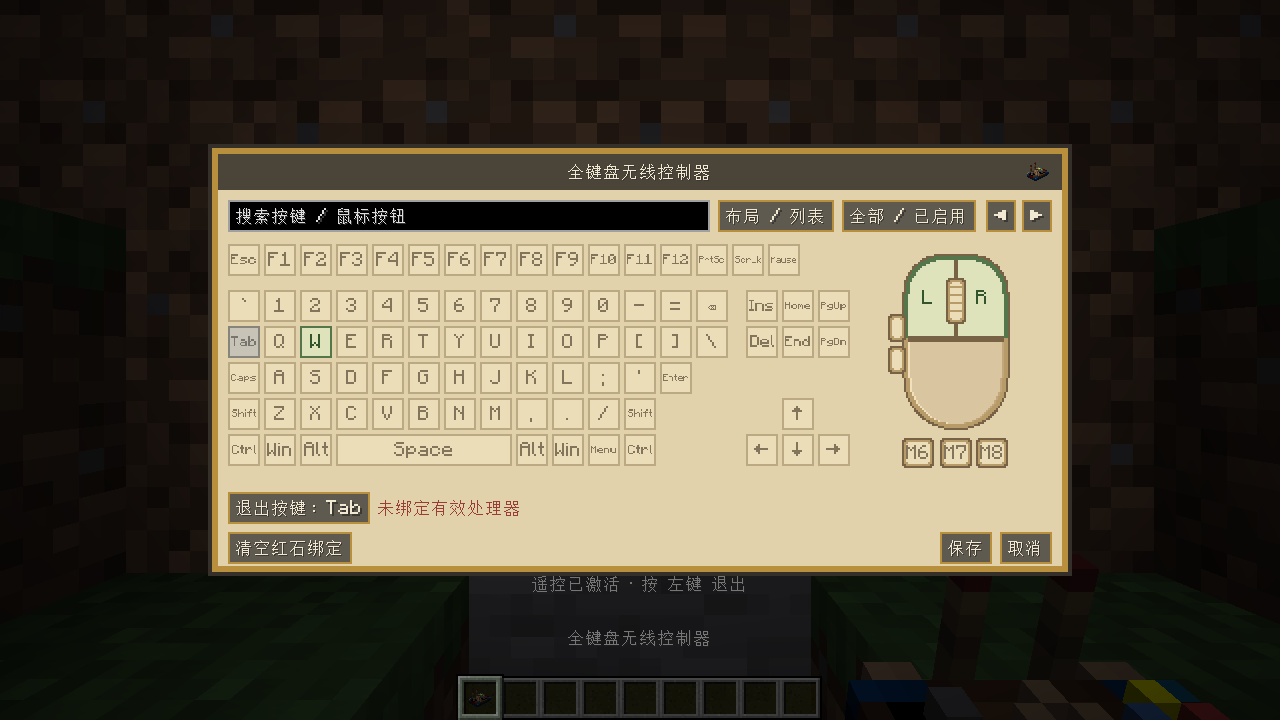 全键盘无线控制器
搜索按键 / 鼠标按钮 布局 / 列表 全部 / 已启用 ◀ ▶
Esc F1 F2 F3 F4 F5 F6 F7 F8 F9 F10 F11 F12 PrtSc ScrLk
` 1 2 3 4 5 6 7 8 9 0 - = ⌫ Ins Home PgUp
L R
Tab Q W E R T Y U I O P [ ] \ Del End PgDn
Caps A S D F G H J K L ; ' Enter
Shift Z X C V B N M , . / Shift ↑
Ctrl Win Alt Space Alt Win Menu Ctrl ← ↓ → M6 M7 M8
退出按键：Tab 未绑定有效处理器
清空红石绑定 保存 取消
遥控已激活 · 按 左键 退出
全键盘无线控制器